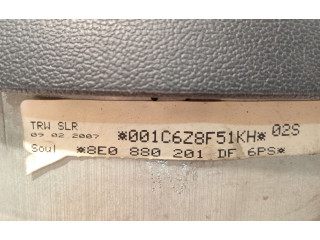 TRW SLR
09 02 2007 *001C6Z8F51KH* 02S
Soul *8E0 880 201 DF 6PS*